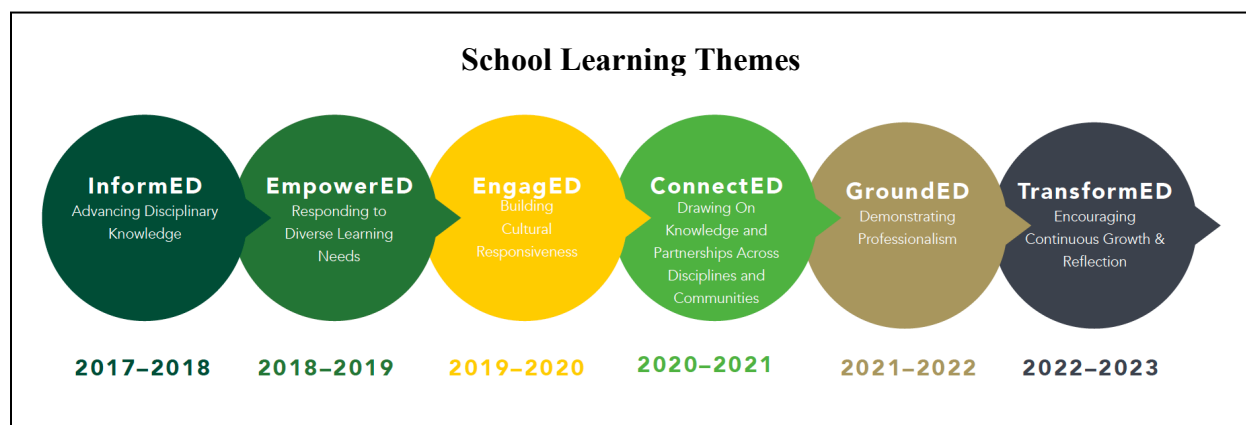 School Learning Themes
InformED
Advancing Disciplinary
Knowledge
2017–2018
EmpowerED
Responding to
Diverse Learning
Needs
2018–2019
EngagED
Building
Cultural
Responsiveness
2019–2020
ConnectED
Drawing On
Knowledge and
Partnerships Across
Disciplines and
Communities
2020–2021
GroundED
Demonstrating
Professionalism
2021–2022
TransformED
Encouraging
Continuous Growth &
Reflection
2022–2023